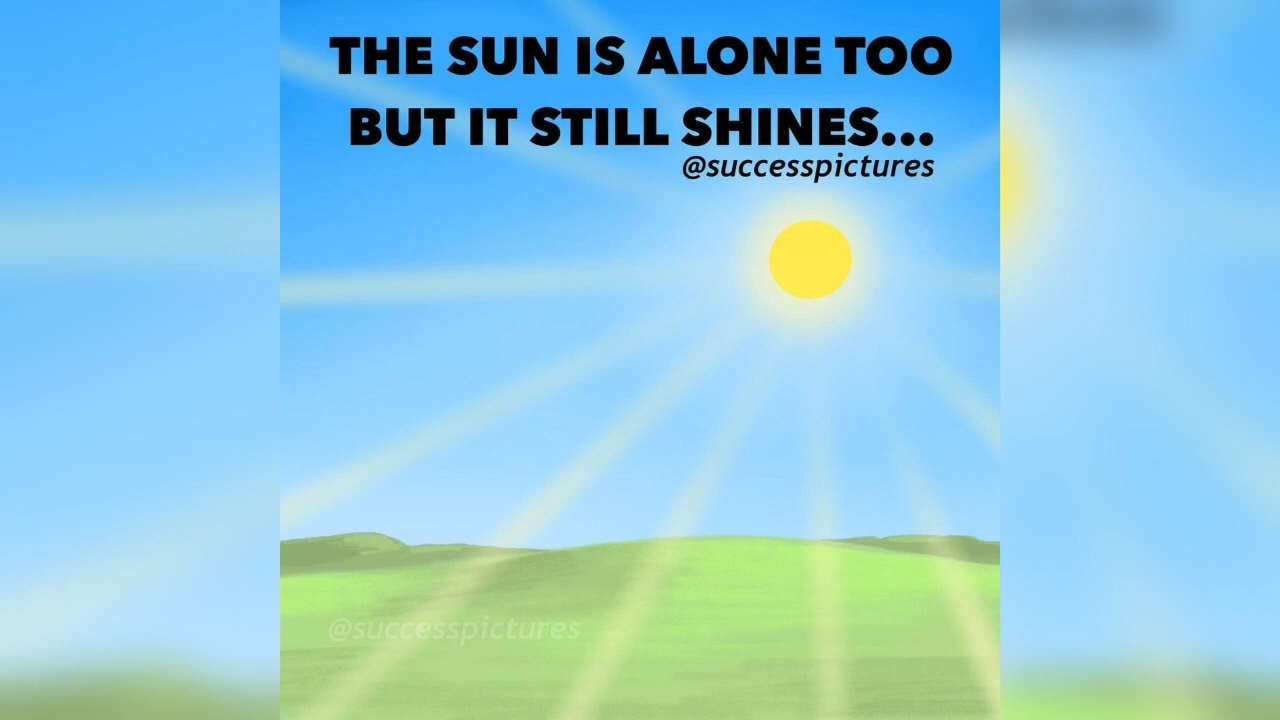 THE SUN IS ALONE TOO
BUT IT STILL SHINES...
@successpictures
@successpictures